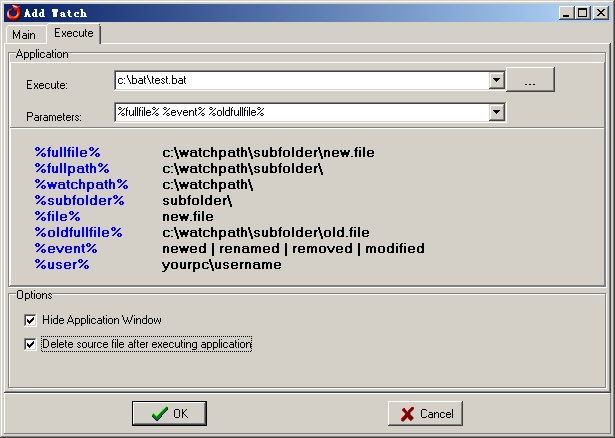 Add Watch
Main Execute
Application
Execute: c:\bat\test.bat ...
Parameters: %fullfile% %event% %oldfullfile%
%fullfile% c:\watchpath\subfolder\new.file
%fullpath% c:\watchpath\subfolder\
%watchpath% c:\watchpath\
%subfolder% subfolder\
%file% new.file
%oldfullfile% c:\watchpath\subfolder\old.file
%event% newed | renamed | removed | modified
%user% yourpc\username
Options
Hide Application Window
Delete source file after executing application
OK Cancel